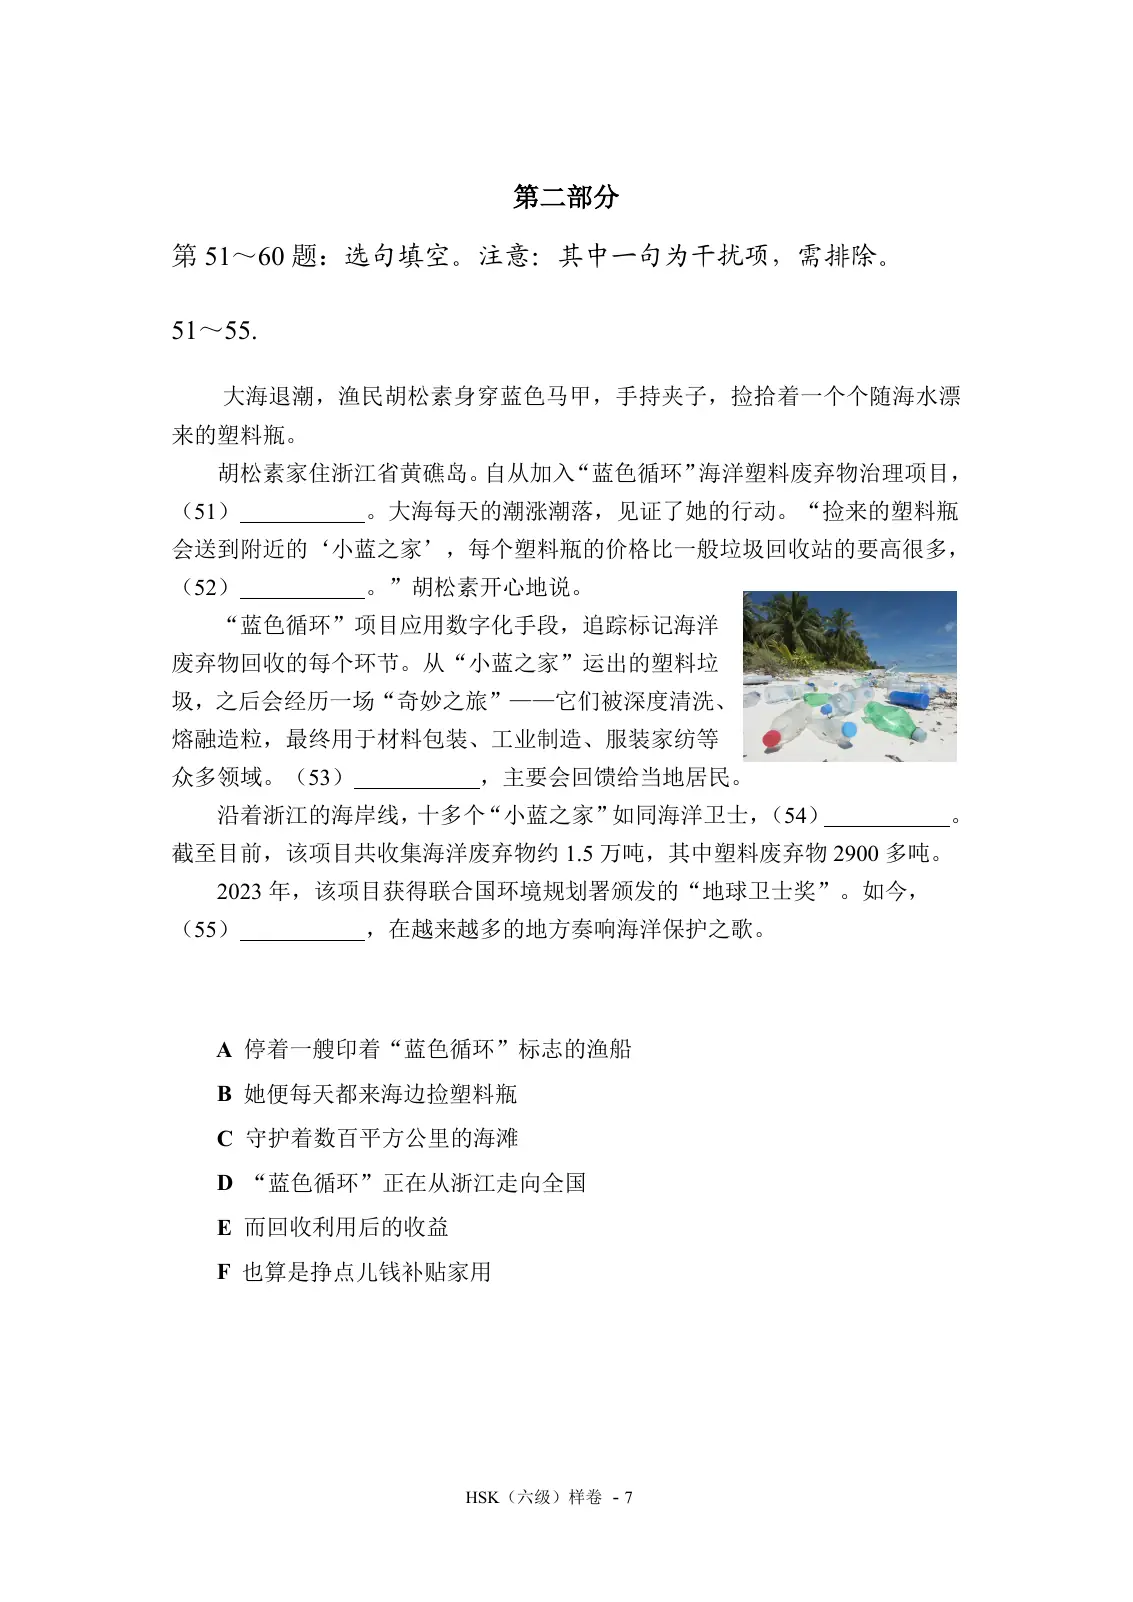 第二部分
第 51～60 题：选句填空。注意：其中一句为干扰项，需排除。
51～55.
大海退潮，渔民胡松素身穿蓝色马甲，手持夹子，捡拾着一个个随海水漂
来的塑料瓶。
胡松素家住浙江省黄礁岛。自从加入“蓝色循环”海洋塑料废弃物治理项目，
（51）___________。大海每天的潮涨潮落，见证了她的行动。“捡来的塑料瓶
会送到附近的‘小蓝之家’，每个塑料瓶的价格比一般垃圾回收站的要高很多，
（52）___________。”胡松素开心地说。
“蓝色循环”项目应用数字化手段，追踪标记海洋
废弃物回收的每个环节。从“小蓝之家”运出的塑料垃
圾，之后会经历一场“奇妙之旅”——它们被深度清洗、
熔融造粒，最终用于材料包装、工业制造、服装家纺等
众多领域。（53）___________，主要会回馈给当地居民。
沿着浙江的海岸线，十多个“小蓝之家”如同海洋卫士，（54）___________。
截至目前，该项目共收集海洋废弃物约 1.5 万吨，其中塑料废弃物 2900 多吨。
2023 年，该项目获得联合国环境规划署颁发的“地球卫士奖”。如今，
（55）___________，在越来越多的地方奏响海洋保护之歌。
A 停着一艘印着“蓝色循环”标志的渔船
B 她便每天都来海边捡塑料瓶
C 守护着数百平方公里的海滩
D “蓝色循环”正在从浙江走向全国
E 而回收利用后的收益
F 也算是挣点儿钱补贴家用
HSK（六级）样卷 - 7